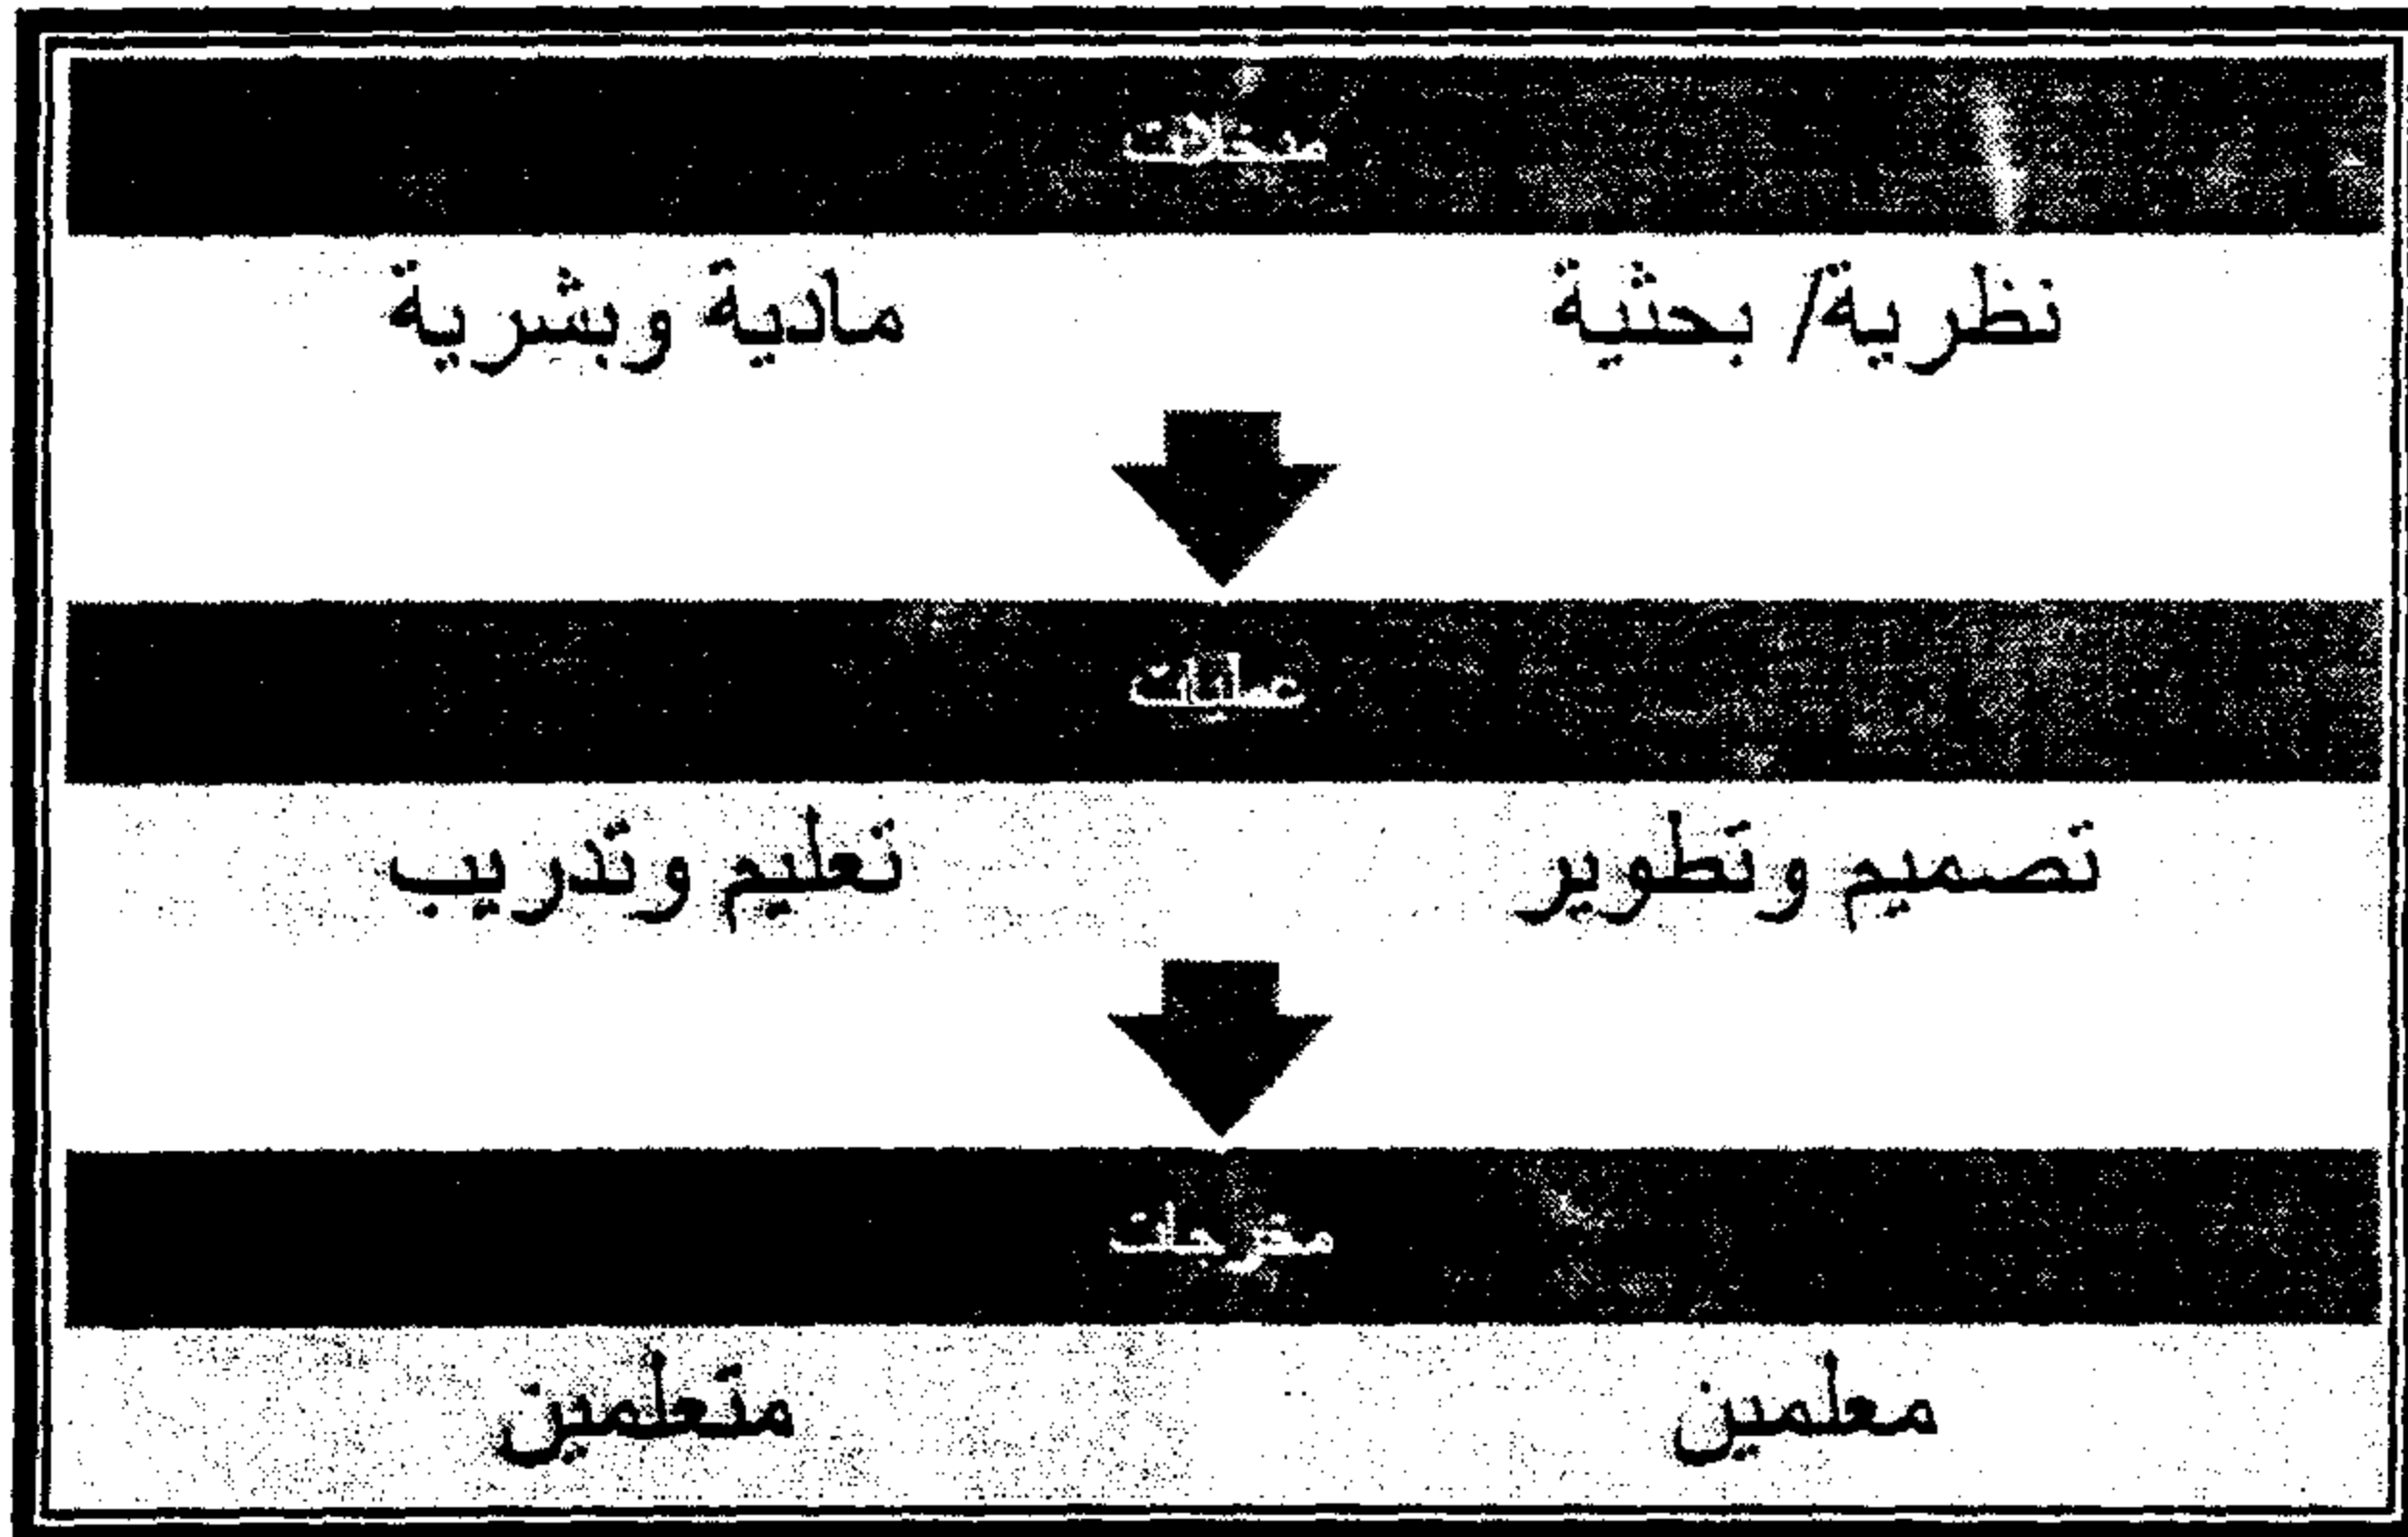 مدخلات
نظرية/ بحثية مادية وبشرية
عمليات
تصميم وتطوير تعليم وتدريب
مخرجات
معلمين متعلمين